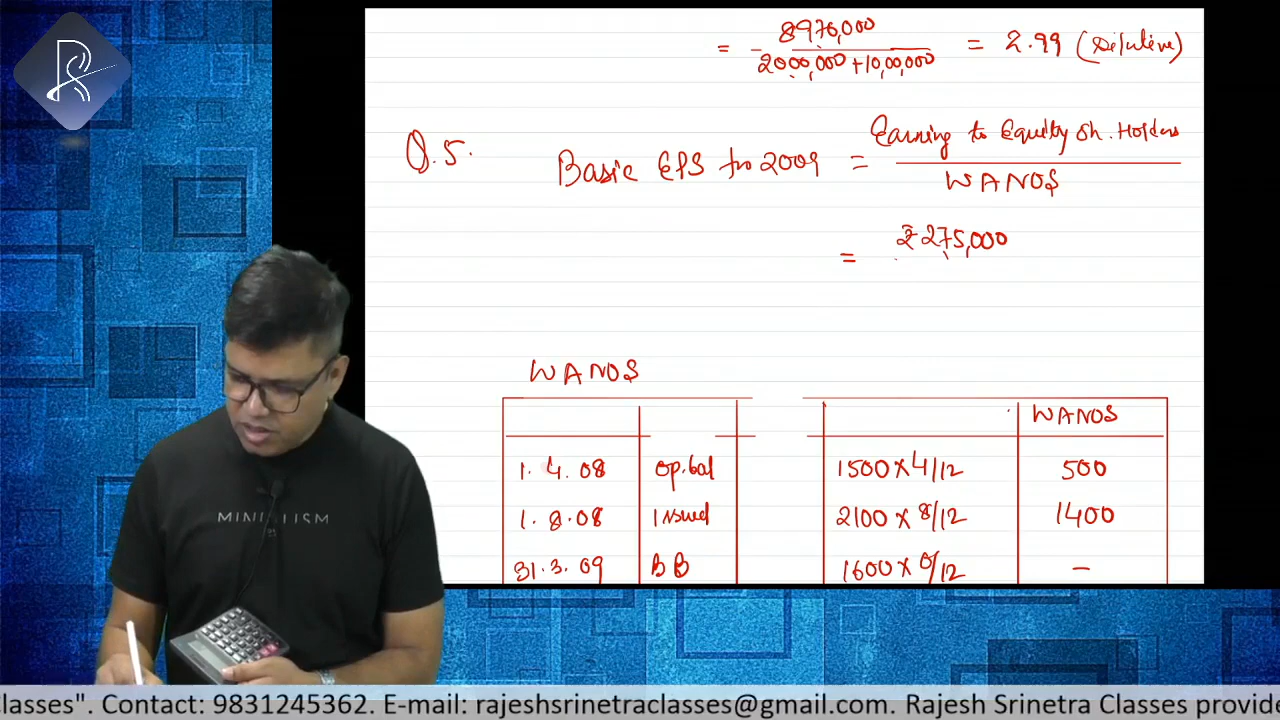 = 8970,000 / 2000,000 + 10,00,000 = 2.99 (Dilutive)
Q.5. Basic EPS for 2009 = Earning to Equity Sh. Holders / WANOS
= ₹ 275,000
WANOS
WANOS
1. 4. 08 op. bal 1500 x 4/12 500
1. 8. 08 Issued 2100 x 8/12 1400
31. 3. 09 BB 1600 x 0/12 —
MINIMALISM
Classes". Contact: 9831245362. E-mail: rajeshsrinetraclasses@gmail.com. Rajesh Srinetra Classes provide